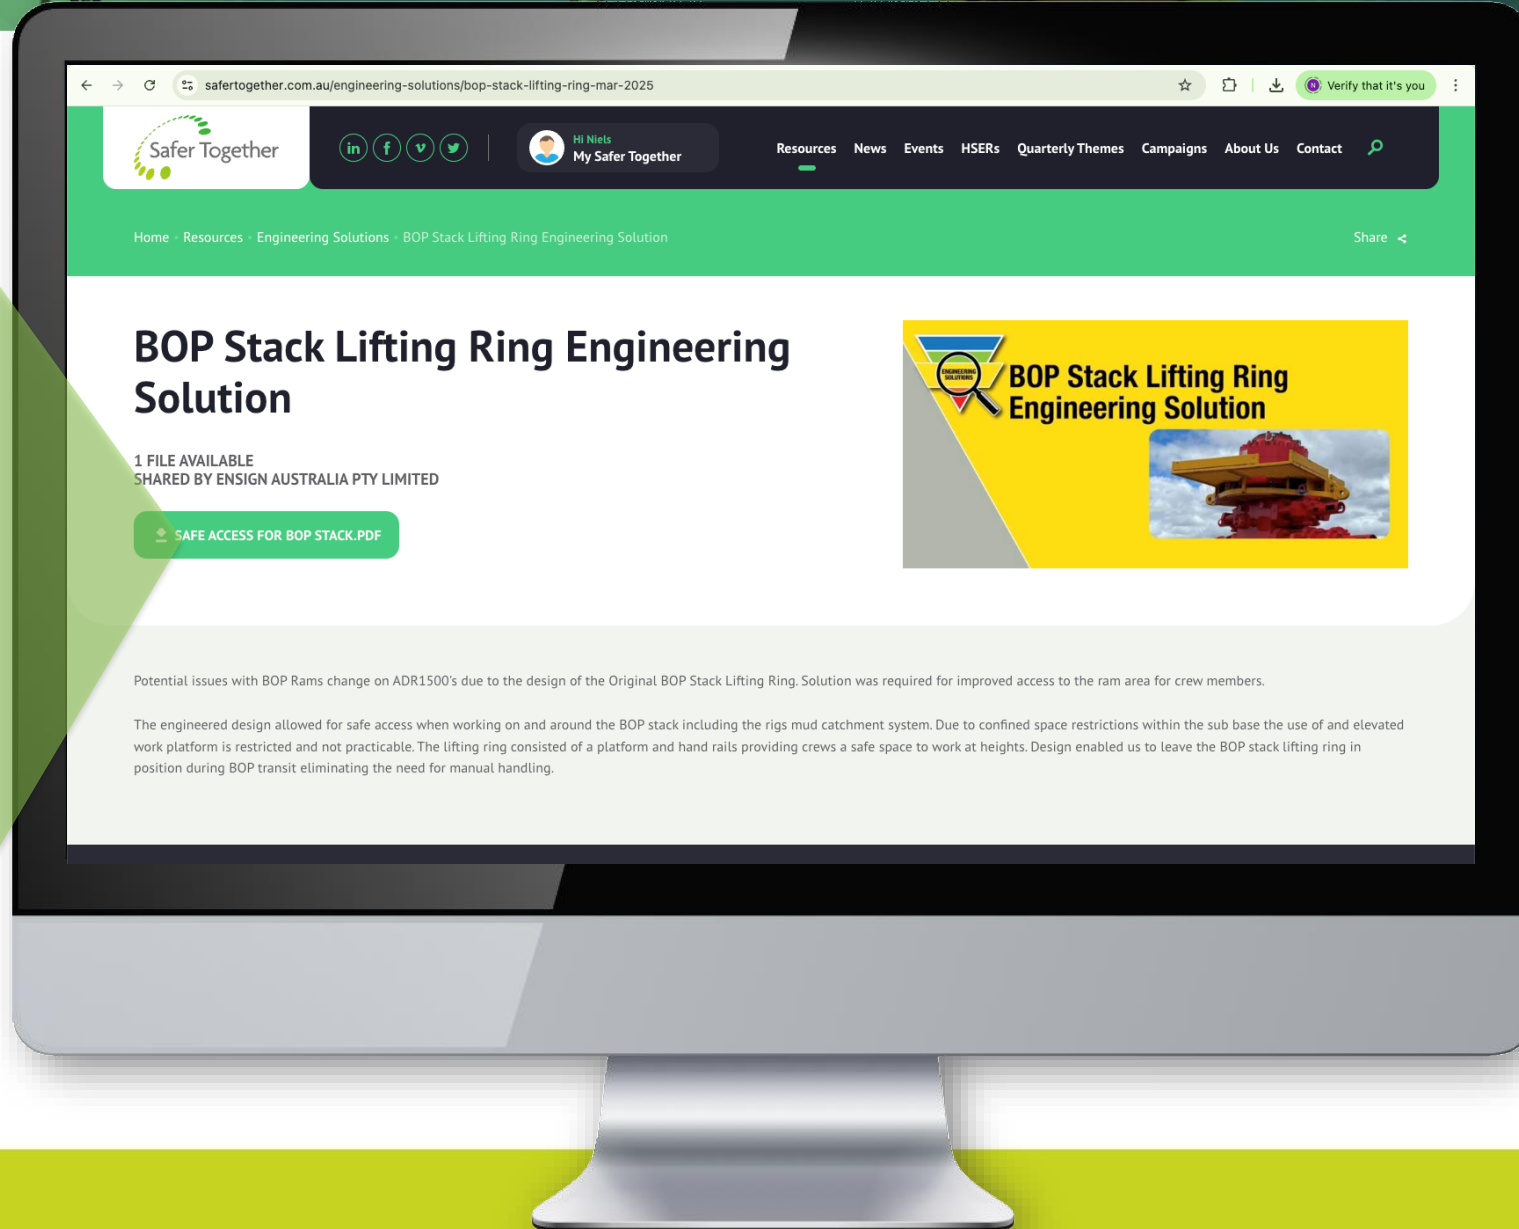 safertogether.com.au/engineering-solutions/bop-stack-lifting-ring-mar-2025
N
Verify that it's you
Safer Together
in f v
Hi Niels
My Safer Together
Resources News Events HSERs Quarterly Themes Campaigns About Us Contact
Home - Resources - Engineering Solutions - BOP Stack Lifting Ring Engineering Solution
Share
BOP Stack Lifting Ring Engineering
Solution
1 FILE AVAILABLE
SHARED BY ENSIGN AUSTRALIA PTY LIMITED
SAFE ACCESS FOR BOP STACK.PDF
ENGINEERING
SOLUTIONS
BOP Stack Lifting Ring
Engineering Solution
Potential issues with BOP Rams change on ADR1500's due to the design of the Original BOP Stack Lifting Ring. Solution was required for improved access to the ram area for crew members.
The engineered design allowed for safe access when working on and around the BOP stack including the rigs mud catchment system. Due to confined space restrictions within the sub base the use of and elevated
work platform is restricted and not practicable. The lifting ring consisted of a platform and hand rails providing crews a safe space to work at heights. Design enabled us to leave the BOP stack lifting ring in
position during BOP transit eliminating the need for manual handling.